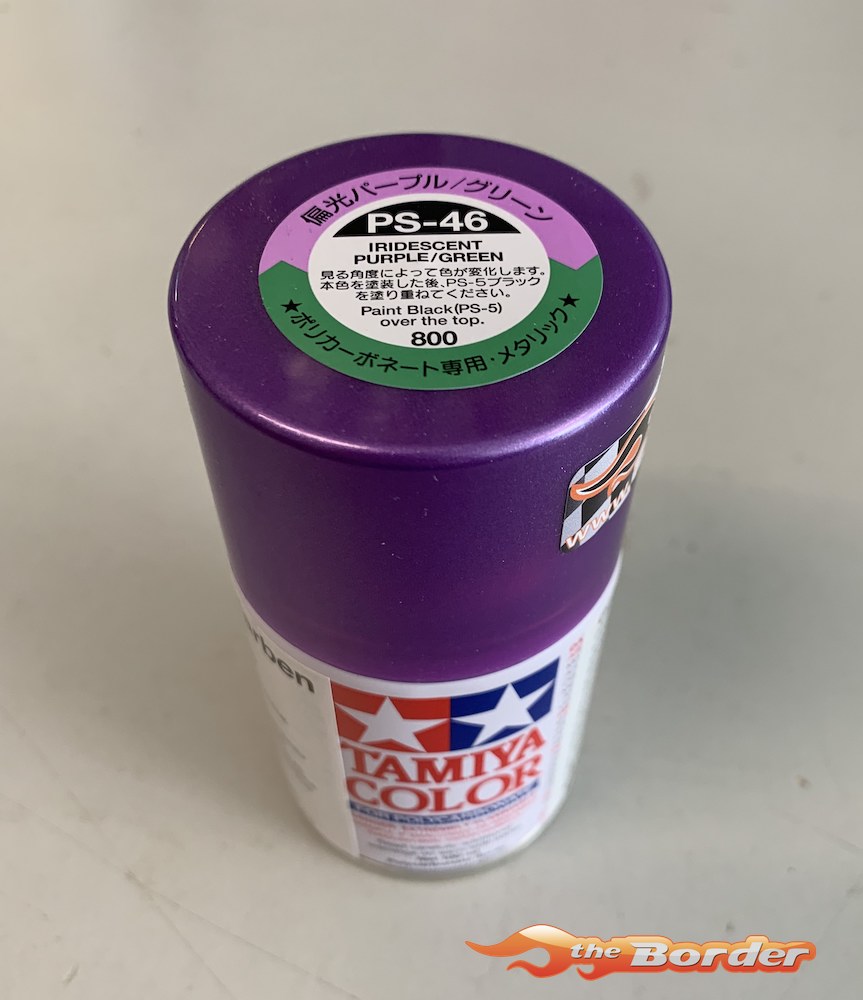 偏光パープル/グリーン
PS-46
IRIDESCENT
PURPLE/GREEN
見る角度によって色が変化します。
本色を塗装した後、PS-5ブラック
を塗り重ねてください。
Paint Black(PS-5)
over the top.
800
★ポリカーボネート専用・メタリック★
www
rben
TAMIYA
COLOR
FOR POLYCARBONATE
the Border